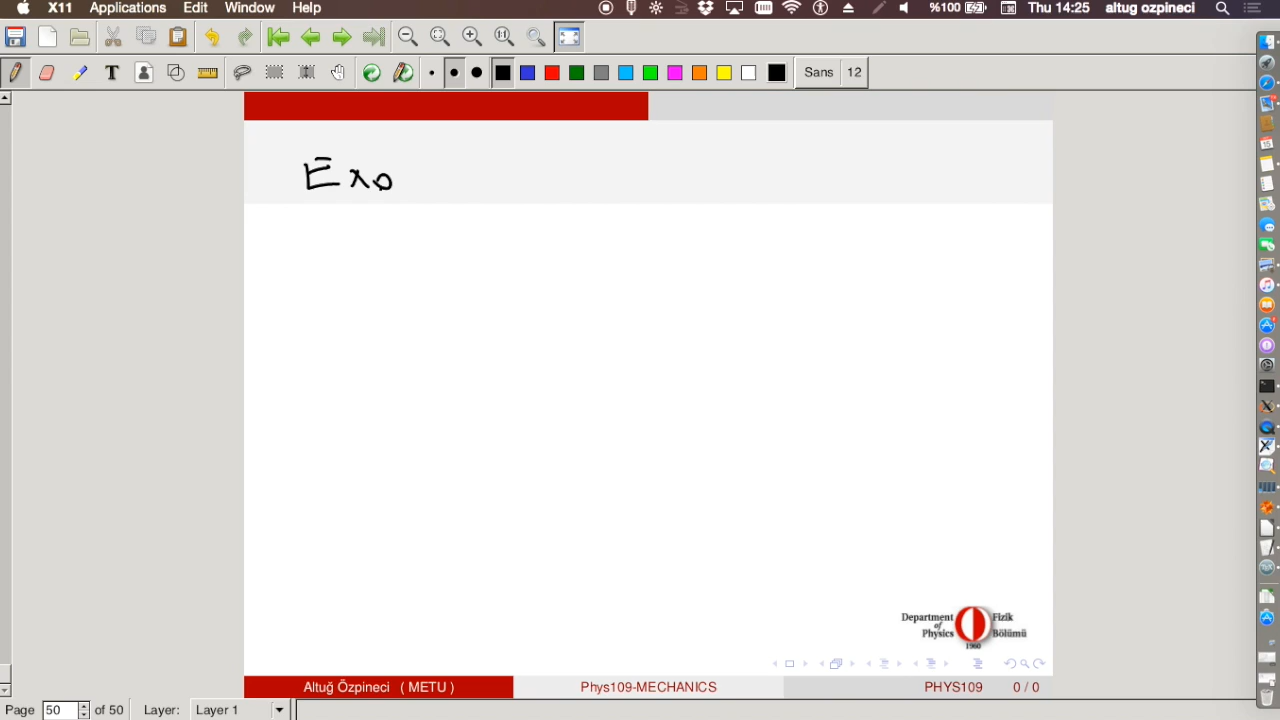 X11 Applications Edit Window Help %100 Thu 14:25 altug ozpineci
Sans 12
Exa
Department of Physics
Fizik Bölümü
1960
Altuğ Özpineci ( METU ) Phys109-MECHANICS PHYS109 0 / 0
Page 50 of 50 Layer: Layer 1